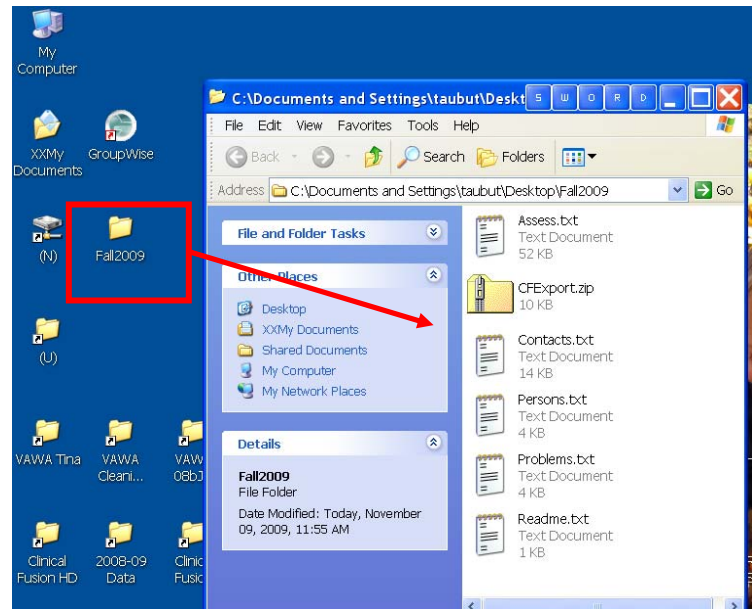 My
Computer
XXMy
Documents
GroupWise
(N)
Fall2009
(U)
VAWA Tina
VAWA
Cleani...
VAW
08bJ
Clinical
Fusion HD
2008-09
Data
Clinic
Fusic
C:\Documents and Settings\taubut\Deskt
S W O R D
File Edit View Favorites Tools Help
Back Search Folders
Address C:\Documents and Settings\taubut\Desktop\Fall2009 Go
File and Folder Tasks
Other Places
Desktop
XXMy Documents
Shared Documents
My Computer
My Network Places
Details
Fall2009
File Folder
Date Modified: Today, November
09, 2009, 11:55 AM
Assess.txt
Text Document
52 KB
CFExport.zip
10 KB
Contacts.txt
Text Document
14 KB
Persons.txt
Text Document
4 KB
Problems.txt
Text Document
4 KB
Readme.txt
Text Document
1 KB